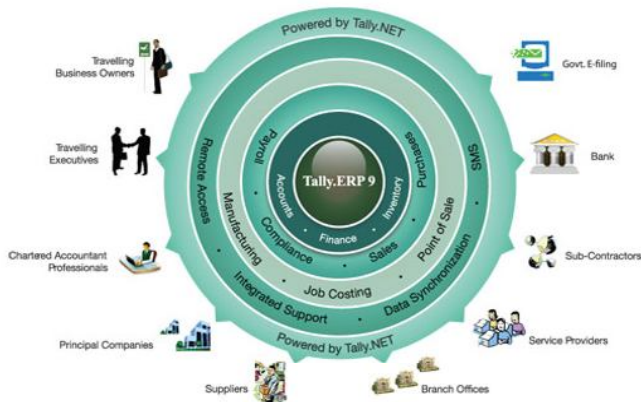 Powered by Tally.NET
Travelling
Business Owners
Govt. E-filing
Travelling
Executives
Bank
Chartered Accountant
Professionals
Sub-Contractors
Principal Companies
Service Providers
Suppliers
Branch Offices
Remote Access
Integrated Support
Data Synchronization
SMS
Manufacturing
Job Costing
Point of Sale
Payroll
Compliance
Sales
Purchases
Accounts
Finance
Inventory
Tally.ERP 9
Powered by Tally.NET